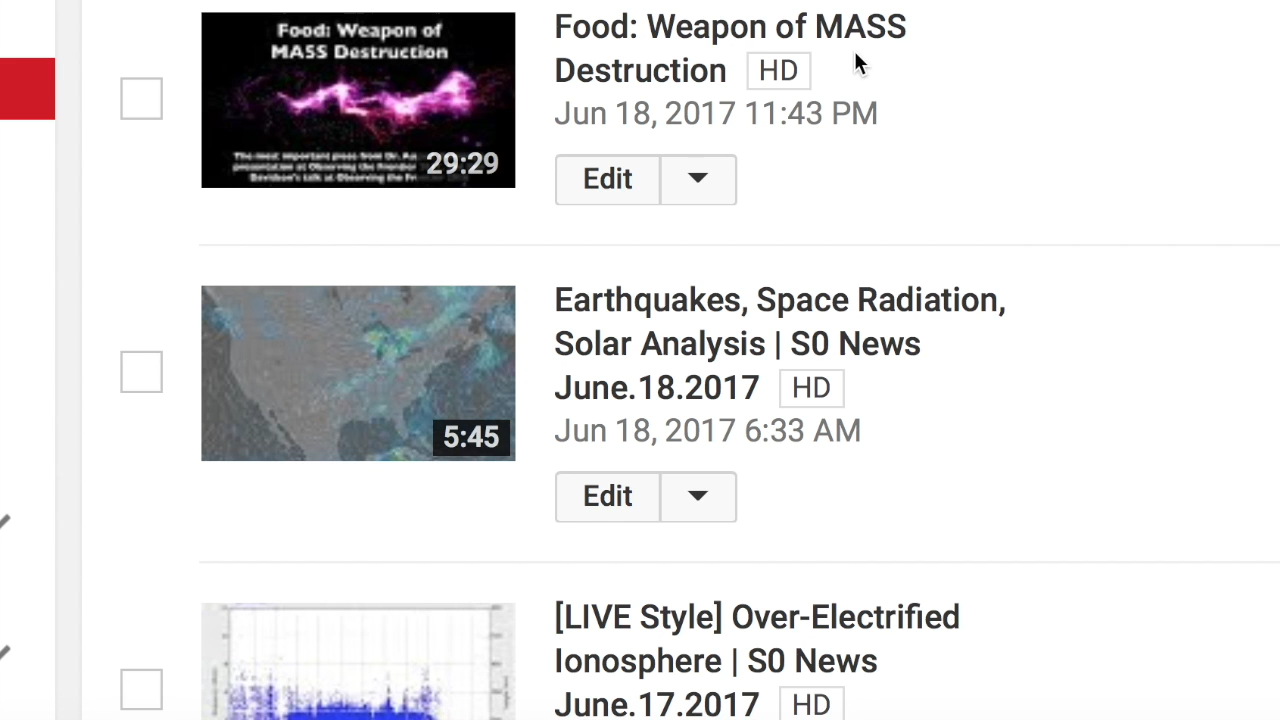 Food: Weapon of
MASS Destruction
29:29
Food: Weapon of MASS
Destruction HD
Jun 18, 2017 11:43 PM
Edit
5:45
Earthquakes, Space Radiation,
Solar Analysis | S0 News
June.18.2017 HD
Jun 18, 2017 6:33 AM
Edit
[LIVE Style] Over-Electrified
Ionosphere | S0 News
June.17.2017 HD